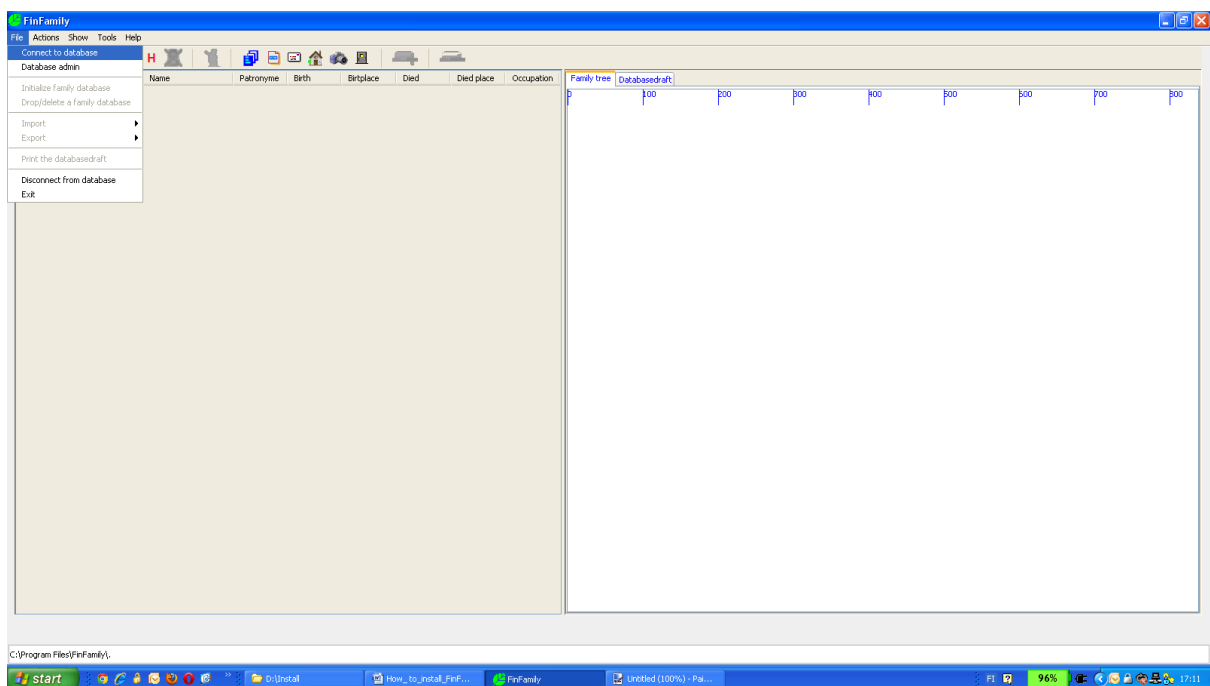 FinFamily
File Actions Show Tools Help
Connect to database
Database admin
Initialize family database
Drop/delete a family database
Import
Export
Print the databasedraft
Disconnect from database
Exit
H
Name Patronyme Birth Birtplace Died Died place Occupation
Family tree Databasedraft
0 100 200 300 400 500 600 700 800
C:\Program Files\FinFamily\.
start D:\Install How_to_install_FinF... FinFamily Untitled (100%) - Pai... FI ? 96% 17:11